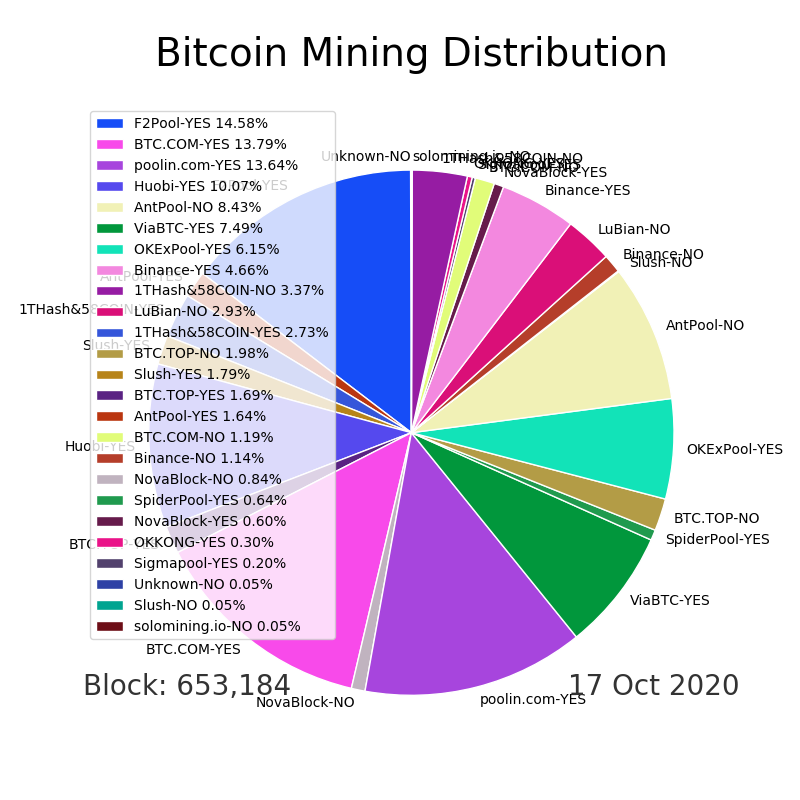 Bitcoin Mining Distribution
F2Pool-YES 14.58%
BTC.COM-YES 13.79%
poolin.com-YES 13.64%
Huobi-YES 10.07%
AntPool-NO 8.43%
ViaBTC-YES 7.49%
OKExPool-YES 6.15%
Binance-YES 4.66%
1THash&58COIN-NO 3.37%
LuBian-NO 2.93%
1THash&58COIN-YES 2.73%
BTC.TOP-NO 1.98%
Slush-YES 1.79%
BTC.TOP-YES 1.69%
AntPool-YES 1.64%
BTC.COM-NO 1.19%
Binance-NO 1.14%
NovaBlock-NO 0.84%
SpiderPool-YES 0.64%
NovaBlock-YES 0.60%
OKKONG-YES 0.30%
Sigmapool-YES 0.20%
Unknown-NO 0.05%
Slush-NO 0.05%
solomining.io-NO 0.05%
Unknown-NO
solomining.io-NO
1THash&58COIN-NO
NovaBlock-YES
Binance-YES
LuBian-NO
Binance-NO
Slush-NO
AntPool-NO
OKExPool-YES
BTC.TOP-NO
SpiderPool-YES
ViaBTC-YES
poolin.com-YES
NovaBlock-NO
BTC.COM-YES
Huobi-YES
Slush-YES
AntPool-YES
Block: 653,184
17 Oct 2020